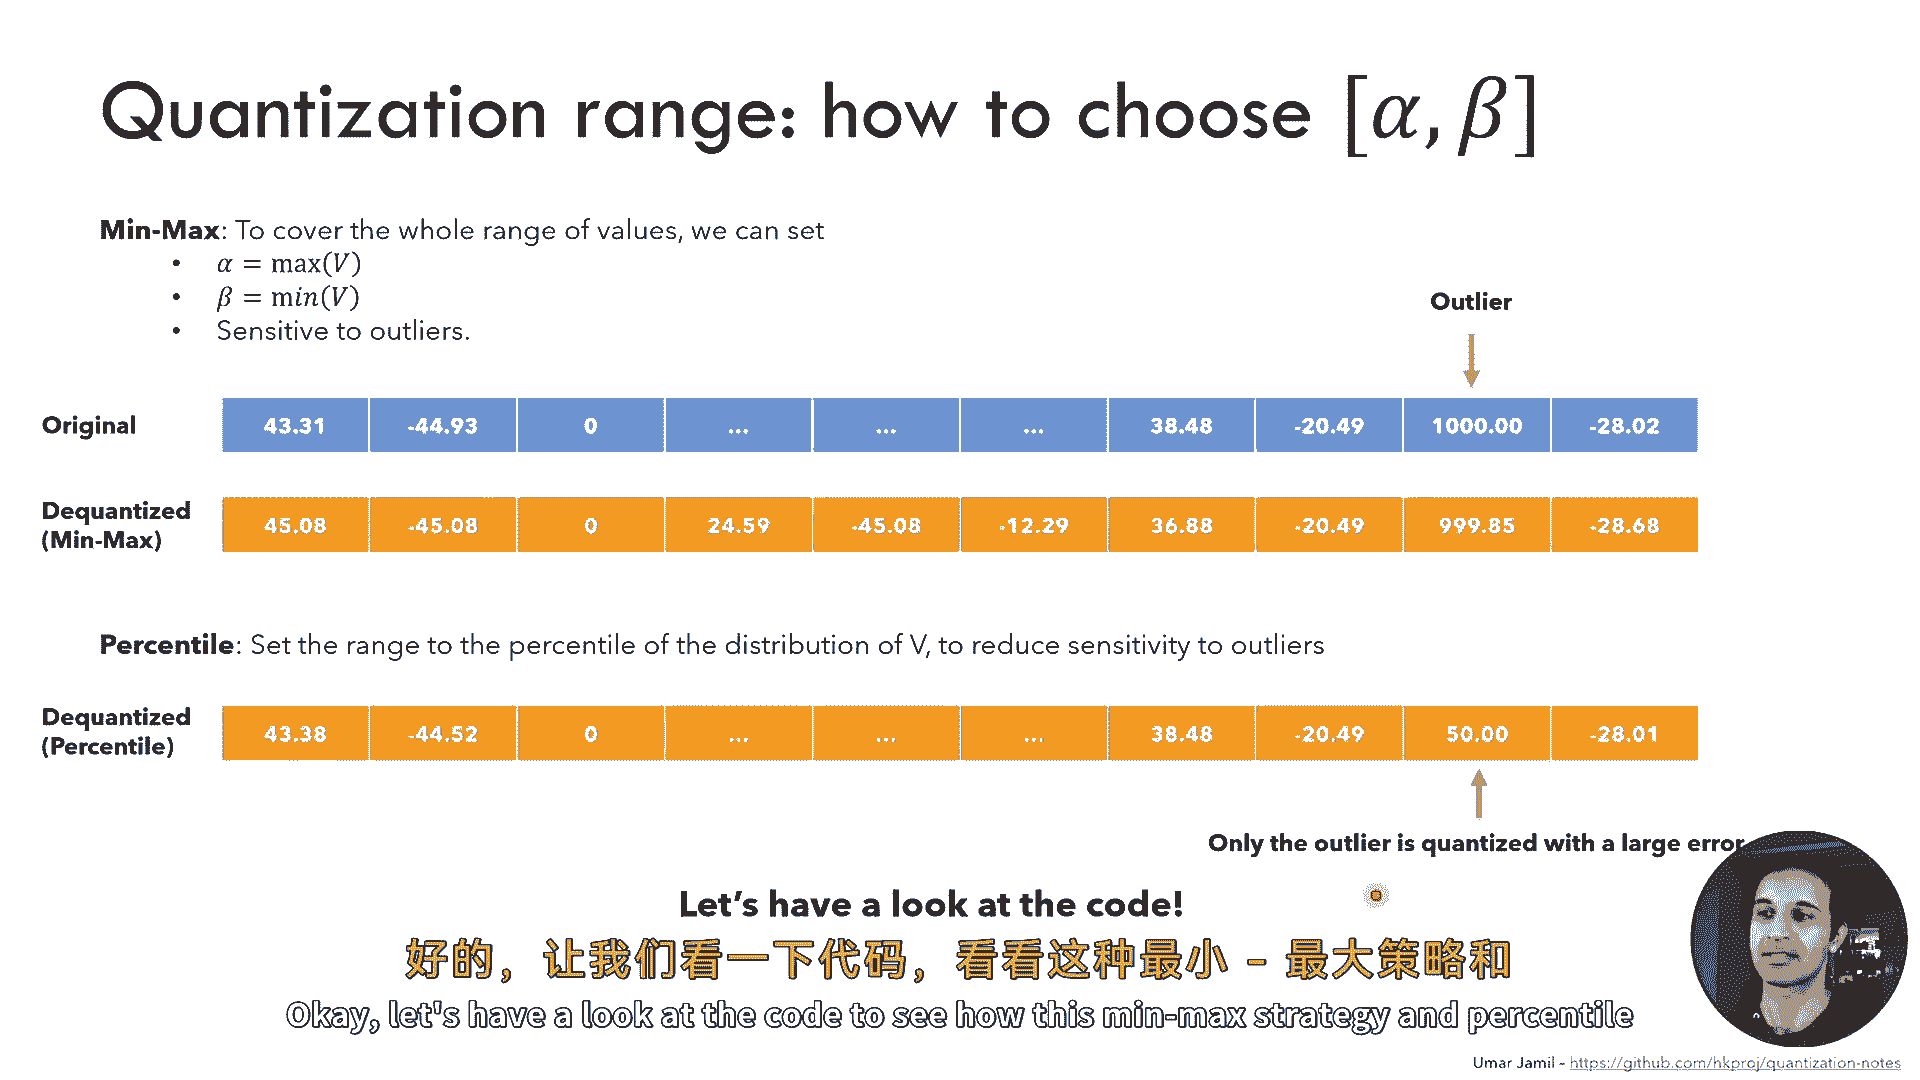 Quantization range: how to choose [α, β]
Min-Max: To cover the whole range of values, we can set
• α = max(V)
• β = min(V)
• Sensitive to outliers.
Outlier
Original 43.31 -44.93 0 ... ... ... 38.48 -20.49 1000.00 -28.02
Dequantized (Min-Max) 45.08 -45.08 0 24.59 -45.08 -12.29 36.88 -20.49 999.85 -28.68
Percentile: Set the range to the percentile of the distribution of V, to reduce sensitivity to outliers
Dequantized (Percentile) 43.38 -44.52 0 ... ... ... 38.48 -20.49 50.00 -28.01
Only the outlier is quantized with a large error
Let's have a look at the code!
好的，让我们看一下代码，看看这种最小 – 最大策略和
Okay, let's have a look at the code to see how this min-max strategy and percentile
Umar Jamil – https://github.com/hkproj/quantization-notes